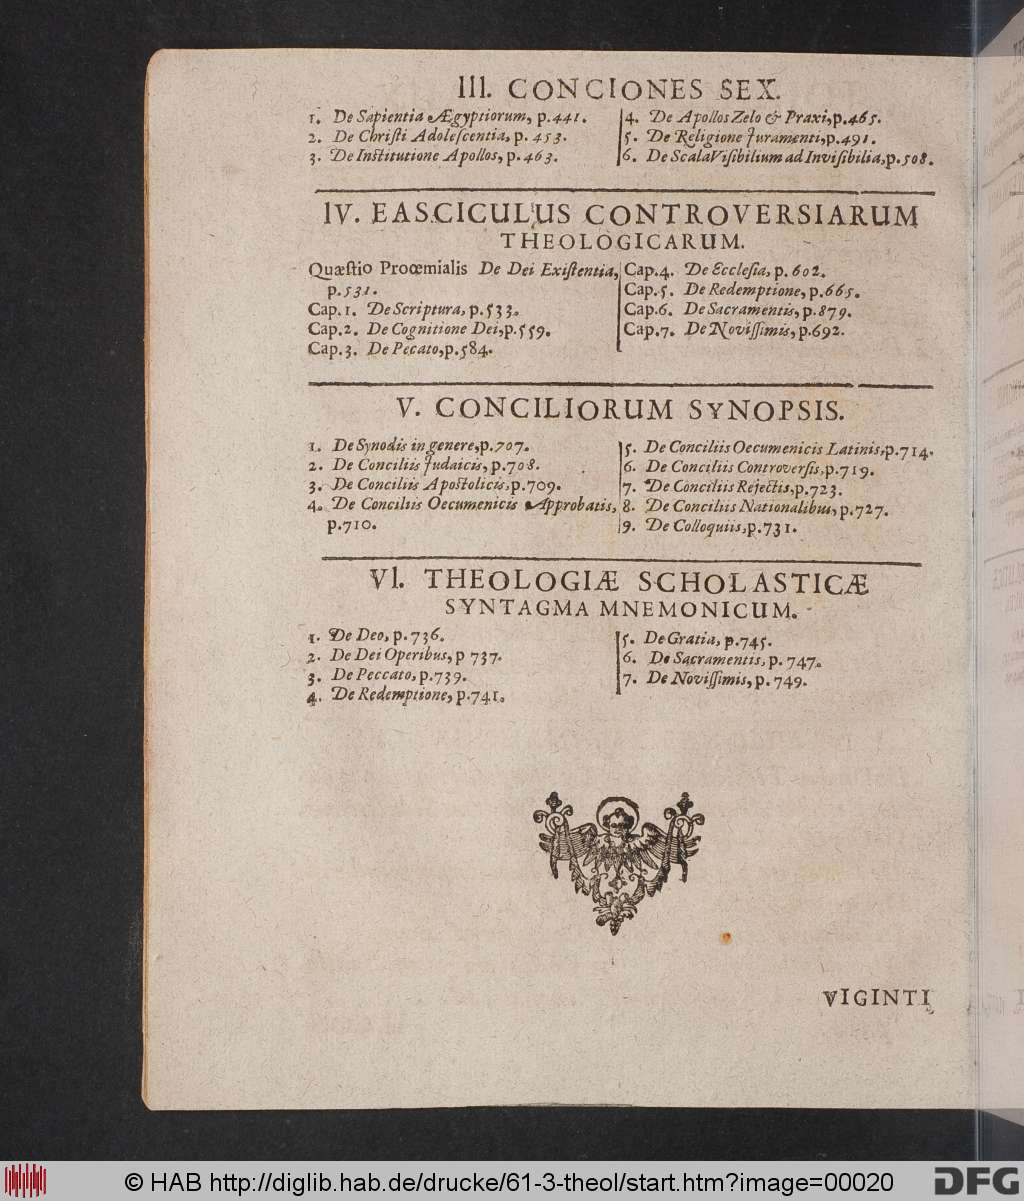 III. CONCIONES SEX.
1. De Sapientia Ægyptiorum, p.441.
2. De Chriſti Adoleſcentia, p. 453.
3. De Inſtitutione Apollos, p.463.
4. De Apollos Zelo & Praxi, p.465.
5. De Religione Juramenti, p.491.
6. De Scala Viſibilium ad Inviſibilia, p.508.
IV. FASCICULUS CONTROVERSIARUM
THEOLOGICARUM.
Quæſtio Proœmialis De Dei Exiſtentia,
p.531.
Cap.1. De Scriptura, p.533.
Cap.2. De Cognitione Dei, p.559.
Cap.3. De Pecato, p.584.
Cap.4. De Eccleſia, p.602.
Cap.5. De Redemptione, p.665.
Cap.6. De Sacramentis, p.879.
Cap.7. De Noviſſimis, p.692.
V. CONCILIORUM SYNOPSIS.
1. De Synodis in genere, p.707.
2. De Conciliis Judaicis, p.708.
3. De Conciliis Apoſtolicis, p.709.
4. De Conciliis Oecumenicis Approbatis,
p.710.
5. De Conciliis Oecumenicis Latinis, p.714.
6. De Conciliis Controverſis, p.719.
7. De Conciliis Rejectis, p.723.
8. De Conciliis Nationalibus, p.727.
9. De Colloquiis, p.731.
VI. THEOLOGIÆ SCHOLASTICÆ
SYNTAGMA MNEMONICUM.
1. De Deo, p.736.
2. De Dei Operibus, p 737.
3. De Peccato, p.739.
4. De Redemptione, p.741.
5. De Gratia, p.745.
6. De Sacramentis, p. 747.
7. De Noviſſimis, p. 749.
VIGINTI
© HAB http://diglib.hab.de/drucke/61-3-theol/start.htm?image=00020
DFG